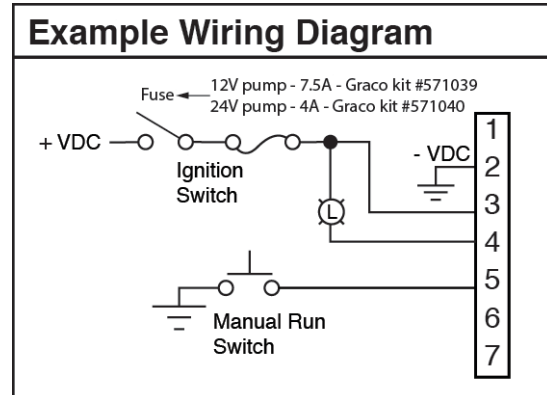 Example Wiring Diagram
12V pump - 7.5A - Graco kit #571039
Fuse
24V pump - 4A - Graco kit #571040
+ VDC
Ignition
Switch
- VDC
L
Manual Run
Switch
1
2
3
4
5
6
7